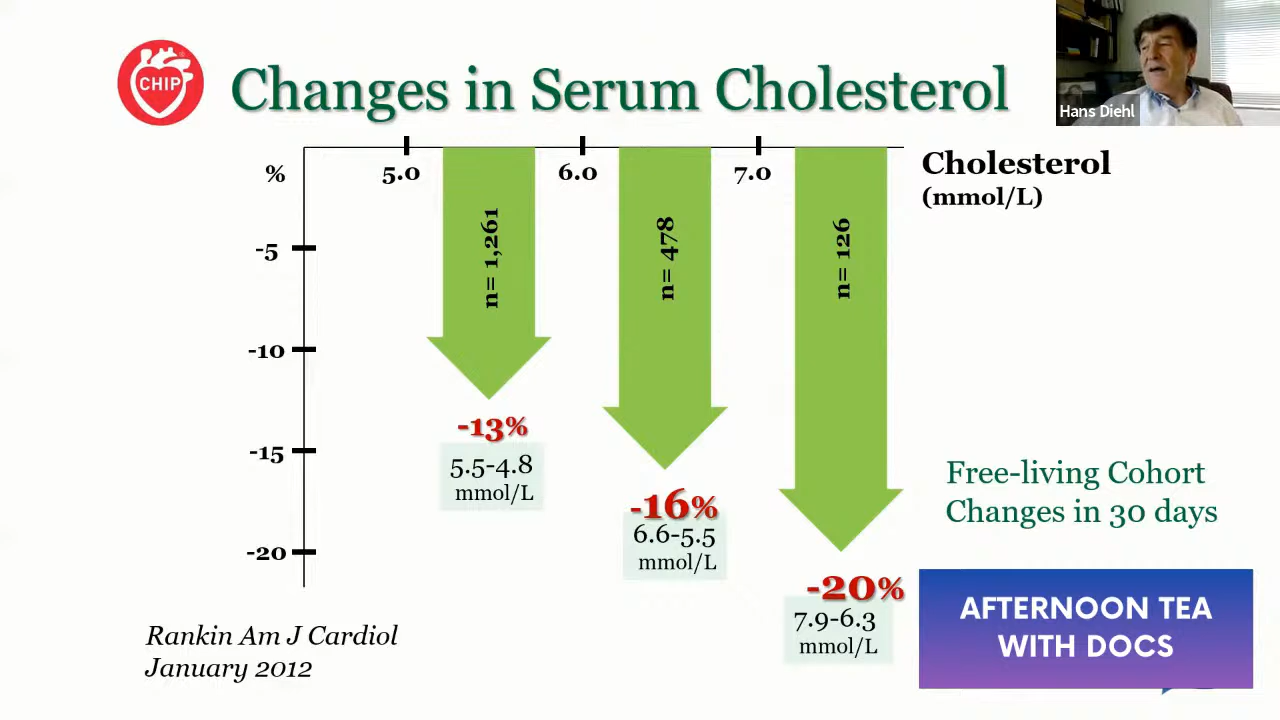 CHIP
Changes in Serum Cholesterol
Hans Diehl
%
5.0
6.0
7.0
Cholesterol
(mmol/L)
-5
-10
-15
-20
n= 1,261
n= 478
n= 126
-13%
5.5-4.8
mmol/L
-16%
6.6-5.5
mmol/L
-20%
7.9-6.3
mmol/L
Free-living Cohort
Changes in 30 days
Rankin Am J Cardiol
January 2012
AFTERNOON TEA
WITH DOCS